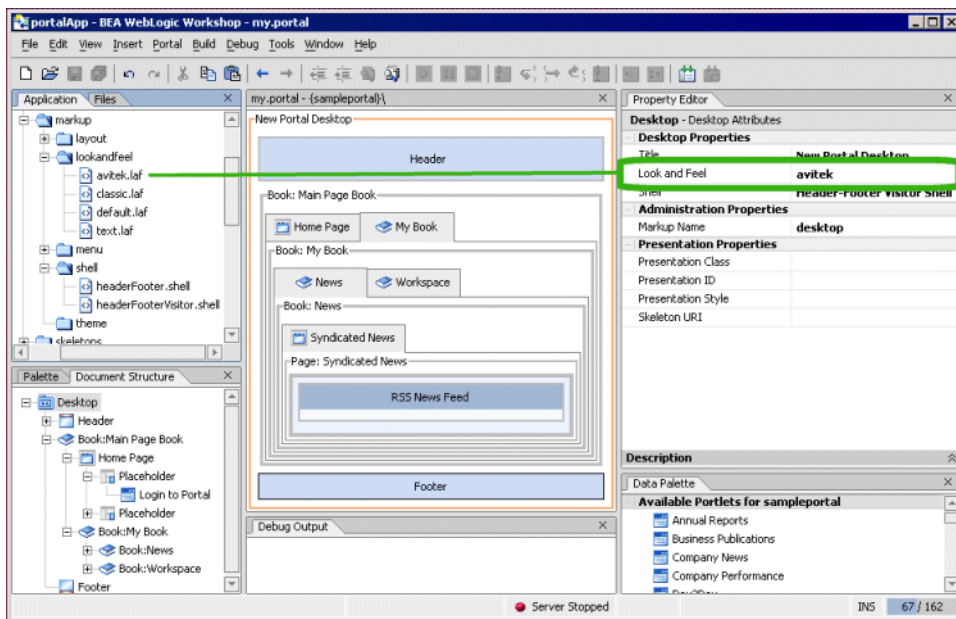 portalApp - BEA WebLogic Workshop - my.portal
File Edit View Insert Portal Build Debug Tools Window Help
Application Files
markup
layout
lookandfeel
avitek.laf
classic.laf
default.laf
text.laf
menu
shell
headerFooter.shell
headerFooterVisitor.shell
theme
skeletons
Palette Document Structure
Desktop
Header
Book:Main Page Book
Home Page
Placeholder
Login to Portal
Placeholder
Book:My Book
Book:News
Book:Workspace
Footer
my.portal - {sampleportal}\
New Portal Desktop
Header
Book: Main Page Book
Home Page My Book
Book: My Book
News Workspace
Book: News
Syndicated News
Page: Syndicated News
RSS News Feed
Footer
Debug Output
Property Editor
Desktop - Desktop Attributes
Desktop Properties
Title New Portal Desktop
Look and Feel avitek
Shell Header-Footer Visitor Shell
Administration Properties
Markup Name desktop
Presentation Properties
Presentation Class
Presentation ID
Presentation Style
Skeleton URI
Description
Data Palette
Available Portlets for sampleportal
Annual Reports
Business Publications
Company News
Company Performance
Server Stopped INS 67 / 162